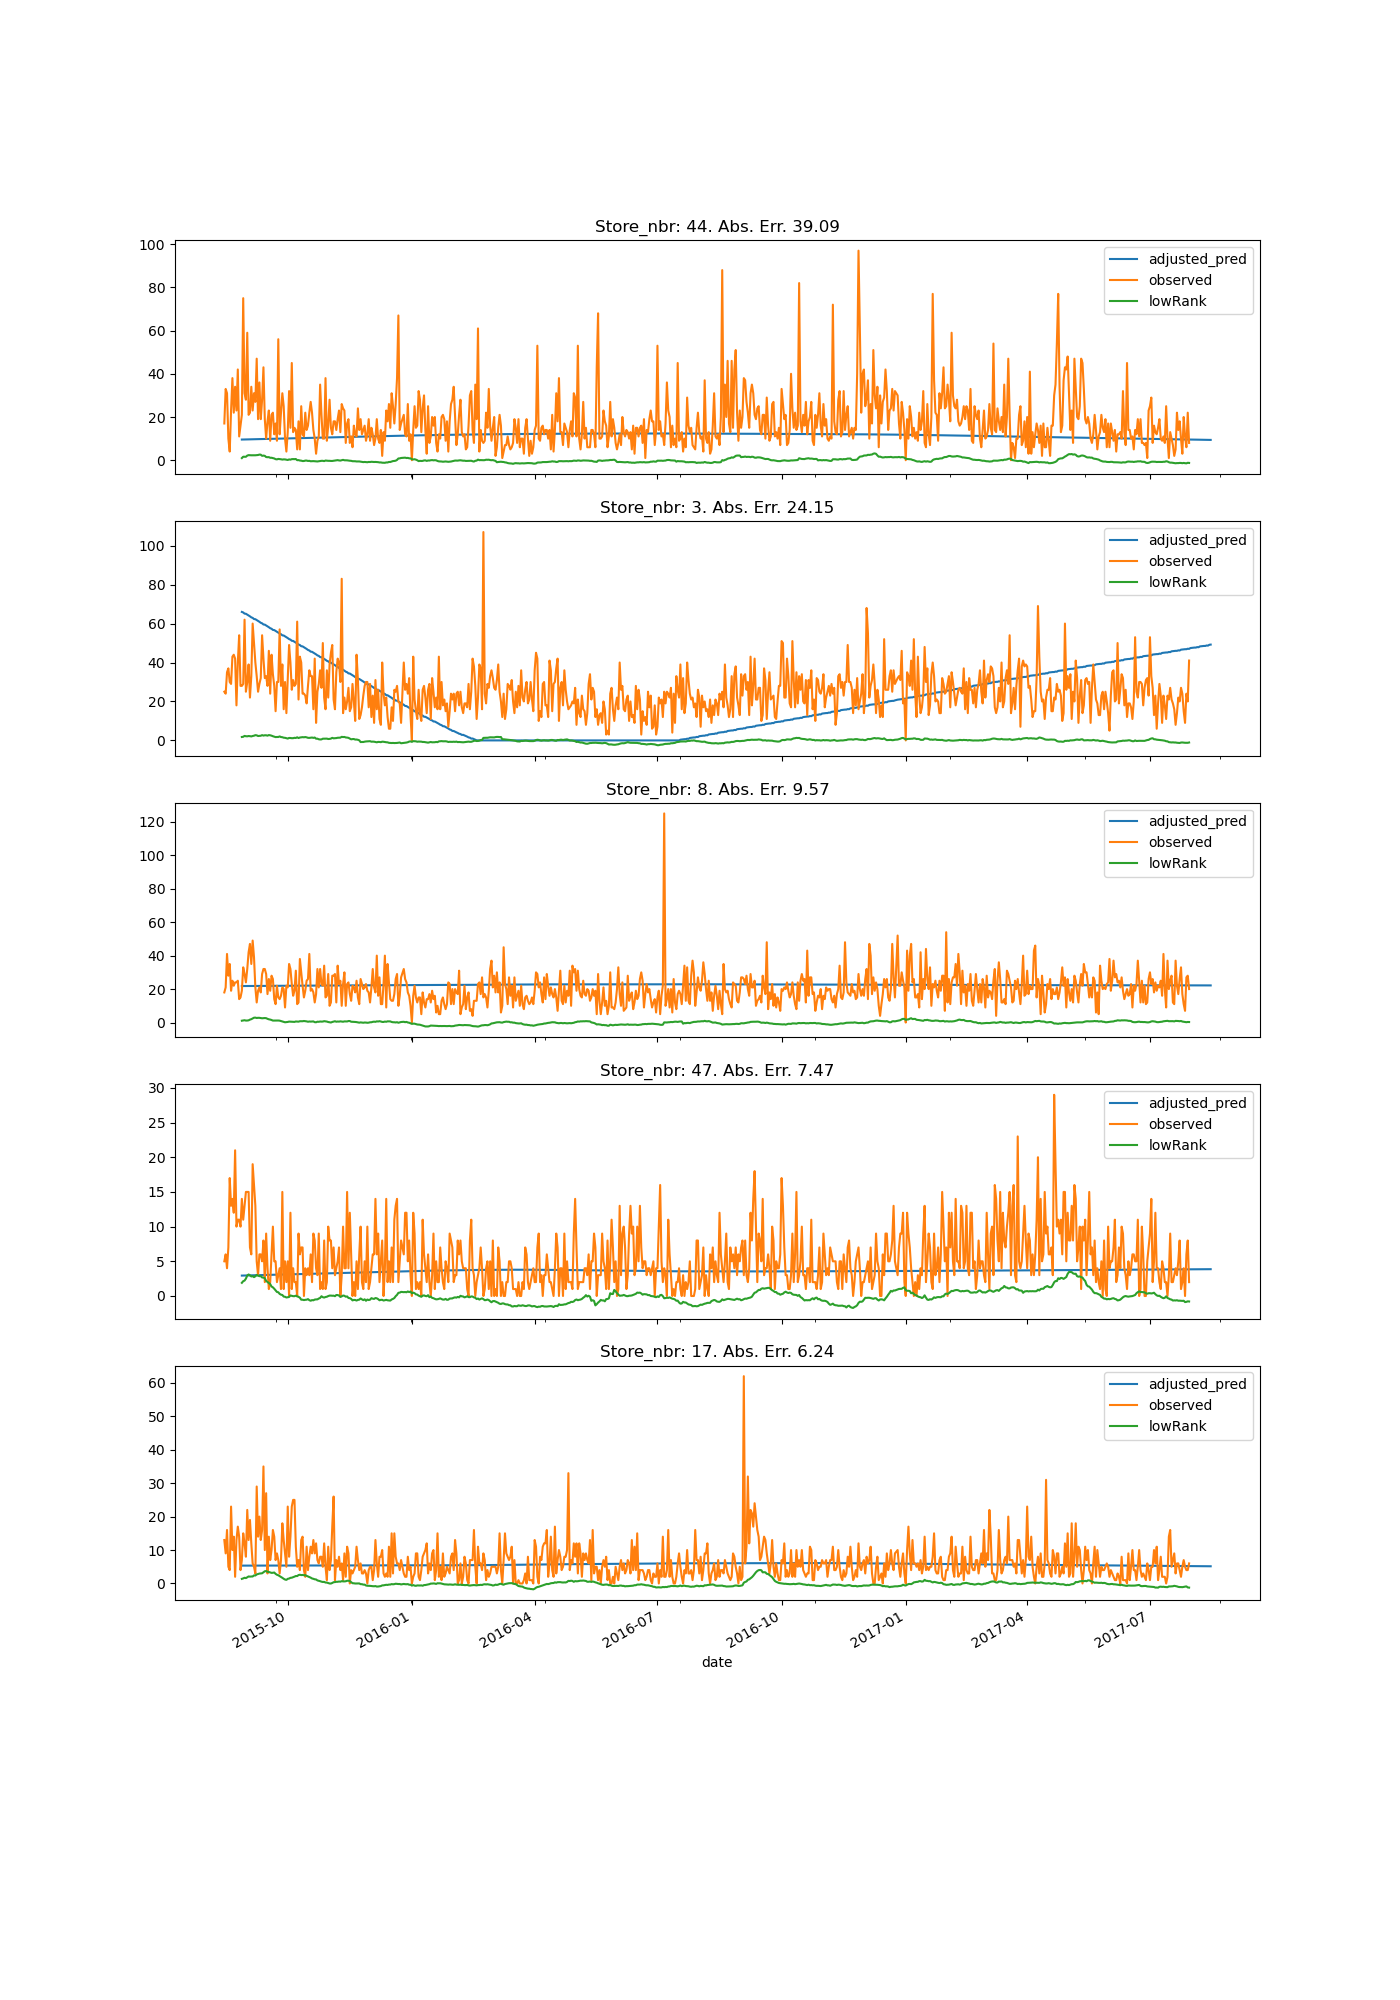 Store_nbr: 44. Abs. Err. 39.09
100
80
60
40
20
0
adjusted_pred
observed
lowRank
Store_nbr: 3. Abs. Err. 24.15
100
80
60
40
20
0
adjusted_pred
observed
lowRank
Store_nbr: 8. Abs. Err. 9.57
120
100
80
60
40
20
0
adjusted_pred
observed
lowRank
Store_nbr: 47. Abs. Err. 7.47
30
25
20
15
10
5
0
adjusted_pred
observed
lowRank
Store_nbr: 17. Abs. Err. 6.24
60
50
40
30
20
10
0
adjusted_pred
observed
lowRank
2015-10 2016-01 2016-04 2016-07 2016-10 2017-01 2017-04 2017-07
date